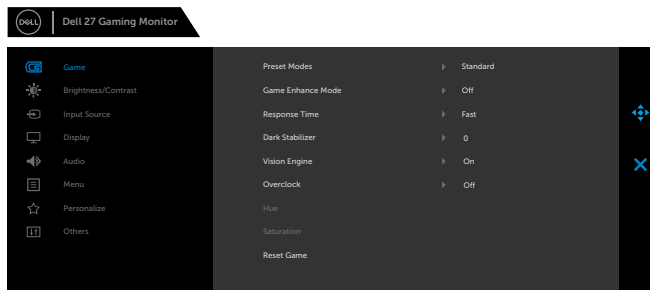 DELL
Dell 27 Gaming Monitor
Game
Brightness/Contrast
Input Source
Display
Audio
Menu
Personalize
Others
Preset Modes Standard
Game Enhance Mode Off
Response Time Fast
Dark Stabilizer 0
Vision Engine On
Overclock Off
Hue
Saturation
Reset Game